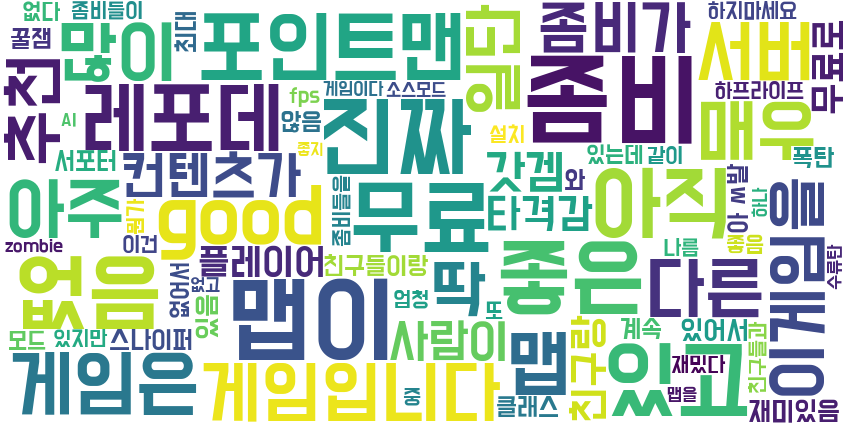 없다
좀비들이
꿀잼
많이
최대
포인트맨
일단
좀비가
서버
하지마세요
무료로
추천
레포데
게임이다
소스모드
fps
AI
않음
좋지
진짜
설치
좀비
하프라이프
매우
서포터
컨텐츠가
갓겜
와
있는데
같이
폭탄
아주
good
뭔가
좀비들을
무료
타격감
아직
씨발
아
하나
이게임을
zombie
이건
플레이어
친구들이랑
좋은
나름
좋음
다른
수류탄
없음
없어서
했고
있음
맵이
엄청
딱
또
모드
있지만
스나이퍼
사람이
맵
친구랑
계속
있어서
있고
재밌다
친구들과
게임은
게임입니다
중
클래스
맵을
재미있음